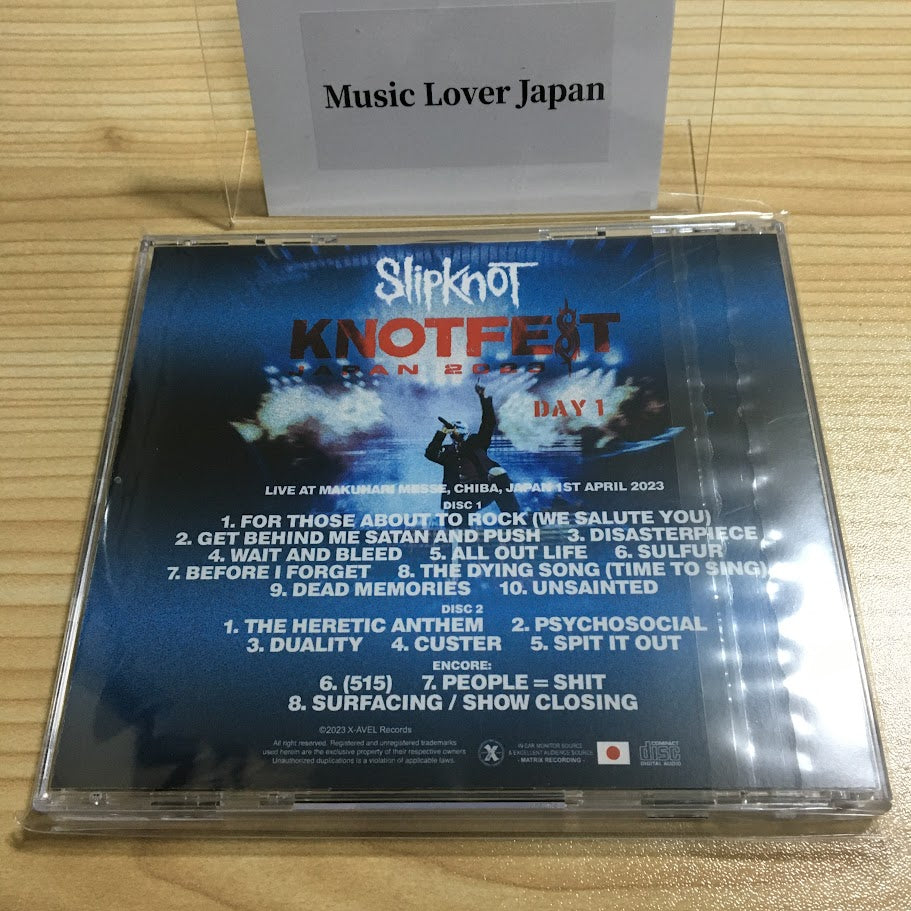 Music Lover Japan
Slipknot
KNOTFEST
JAPAN 2023
DAY 1
LIVE AT MAKUHARI MESSE, CHIBA, JAPAN 1ST APRIL 2023
DISC 1
1. FOR THOSE ABOUT TO ROCK (WE SALUTE YOU)
2. GET BEHIND ME SATAN AND PUSH 3. DISASTERPIECE
4. WAIT AND BLEED 5. ALL OUT LIFE 6. SULFUR
7. BEFORE I FORGET 8. THE DYING SONG (TIME TO SING)
9. DEAD MEMORIES 10. UNSAINTED
DISC 2
1. THE HERETIC ANTHEM 2. PSYCHOSOCIAL
3. DUALITY 4. CUSTER 5. SPIT IT OUT
ENCORE:
6. (515) 7. PEOPLE = SHIT
8. SURFACING / SHOW CLOSING
©2023 X-AVEL Records
All right reserved. Registered and unregistered trademarks
used herein are the exclusive property of their respective owners
Unauthorized duplications is a violation of applicable laws.
X
IN EAR MONITOR SOURCE
& EXCELLENT AUDIENCE SOURCE
- MATRIX RECORDING -
COMPACT
disc
DIGITAL AUDIO